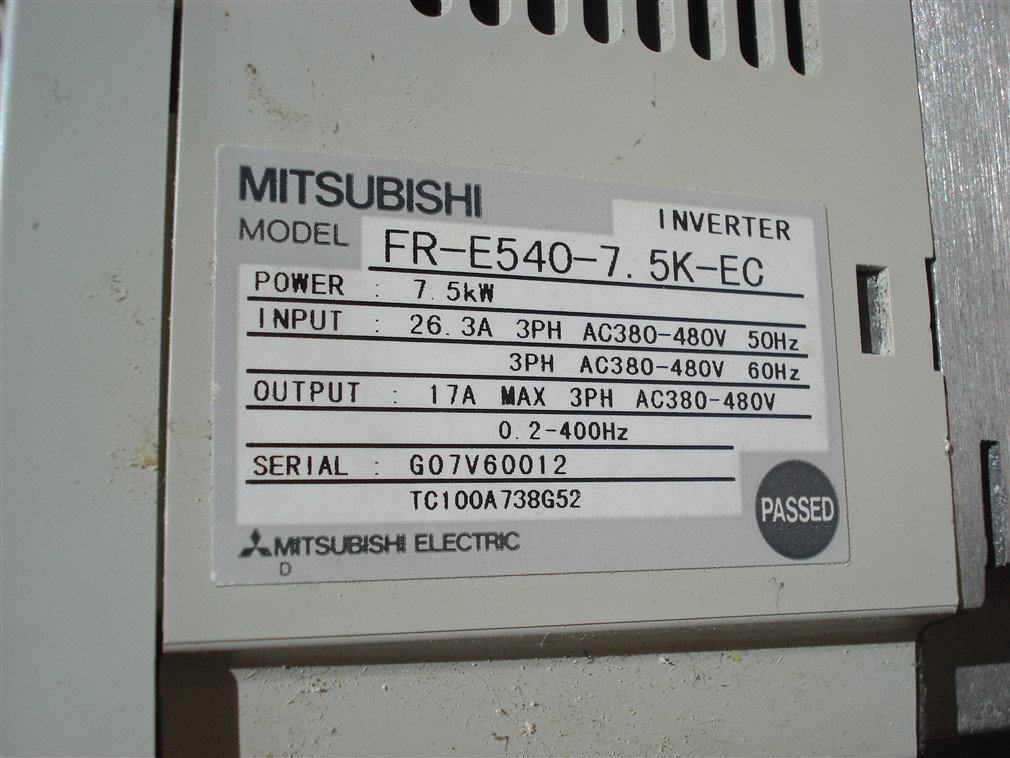 MITSUBISHI
INVERTER
MODEL FR-E540-7.5K-EC
POWER : 7.5kW
INPUT : 26.3A 3PH AC380-480V 50Hz
3PH AC380-480V 60Hz
OUTPUT : 17A MAX 3PH AC380-480V
0.2-400Hz
SERIAL : G07V60012
TC100A738G52
PASSED
MITSUBISHI ELECTRIC
D